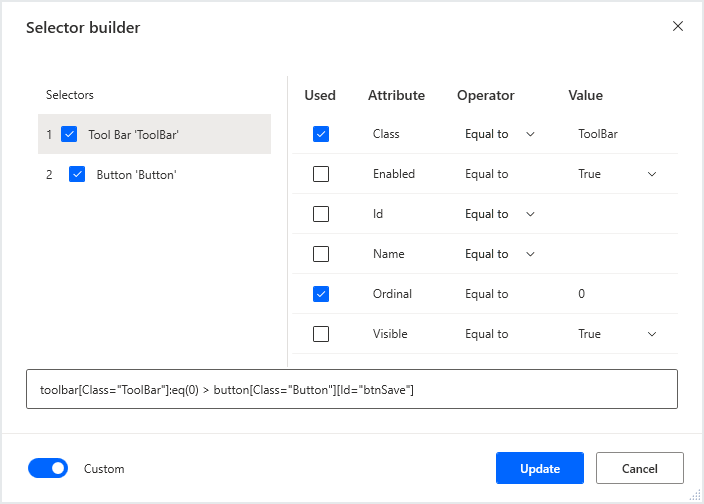 Selector builder
Selectors
1 Tool Bar 'ToolBar'
2 Button 'Button'
Used Attribute Operator Value
Class Equal to ToolBar
Enabled Equal to True
Id Equal to
Name Equal to
Ordinal Equal to 0
Visible Equal to True
toolbar[Class="ToolBar"]:eq(0) > button[Class="Button"][Id="btnSave"]
Custom Update Cancel